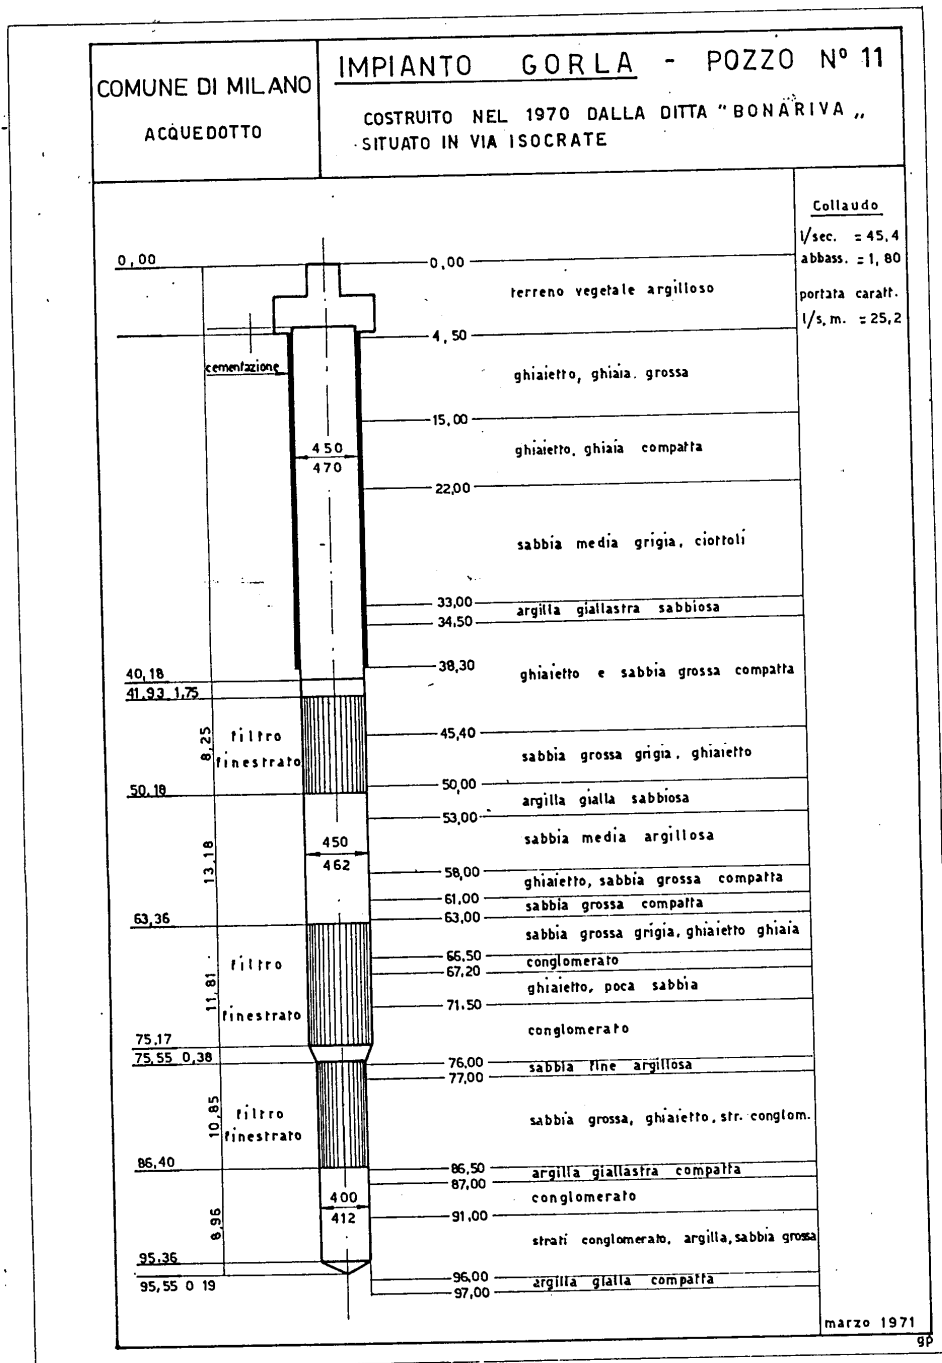 COMUNE DI MILANO
ACQUEDOTTO
IMPIANTO GORLA - POZZO N° 11
COSTRUITO NEL 1970 DALLA DITTA "BONARIVA„
SITUATO IN VIA ISOCRATE
Collaudo
l/sec. = 45,4
abbass. = 1,80
portata caratt.
l/s,m. = 25,2
0,00
0,00
terreno vegetale argilloso
4,50
cementazione
ghiaietto, ghiaia grossa
15,00
450
470
ghiaietto, ghiaia compatta
22,00
sabbia media grigia, ciottoli
33,00
argilla giallastra sabbiosa
34,50
38,30
ghiaietto e sabbia grossa compatta
40,18
41,93 1,75
8,25
filtro
finestrato
45,40
sabbia grossa grigia, ghiaietto
50,18
50,00
argilla gialla sabbiosa
53,00
sabbia media argillosa
13,18
450
462
58,00
ghiaietto, sabbia grossa compatta
61,00
sabbia grossa compatta
63,36
63,00
sabbia grossa grigia, ghiaietto ghiaia
66,50
conglomerato
67,20
ghiaietto, poca sabbia
11,81
filtro
finestrato
71,50
conglomerato
75,17
75,55 0,38
76,00
sabbia fine argillosa
77,00
10,85
filtro
finestrato
sabbia grossa, ghiaietto, str. conglom.
86,40
86,50
argilla giallastra compatta
87,00
conglomerato
400
412
91,00
8,96
strati conglomerato, argilla, sabbia grossa
95,36
95,55 0 19
96,00
argilla gialla compatta
97,00
marzo 1971
gp